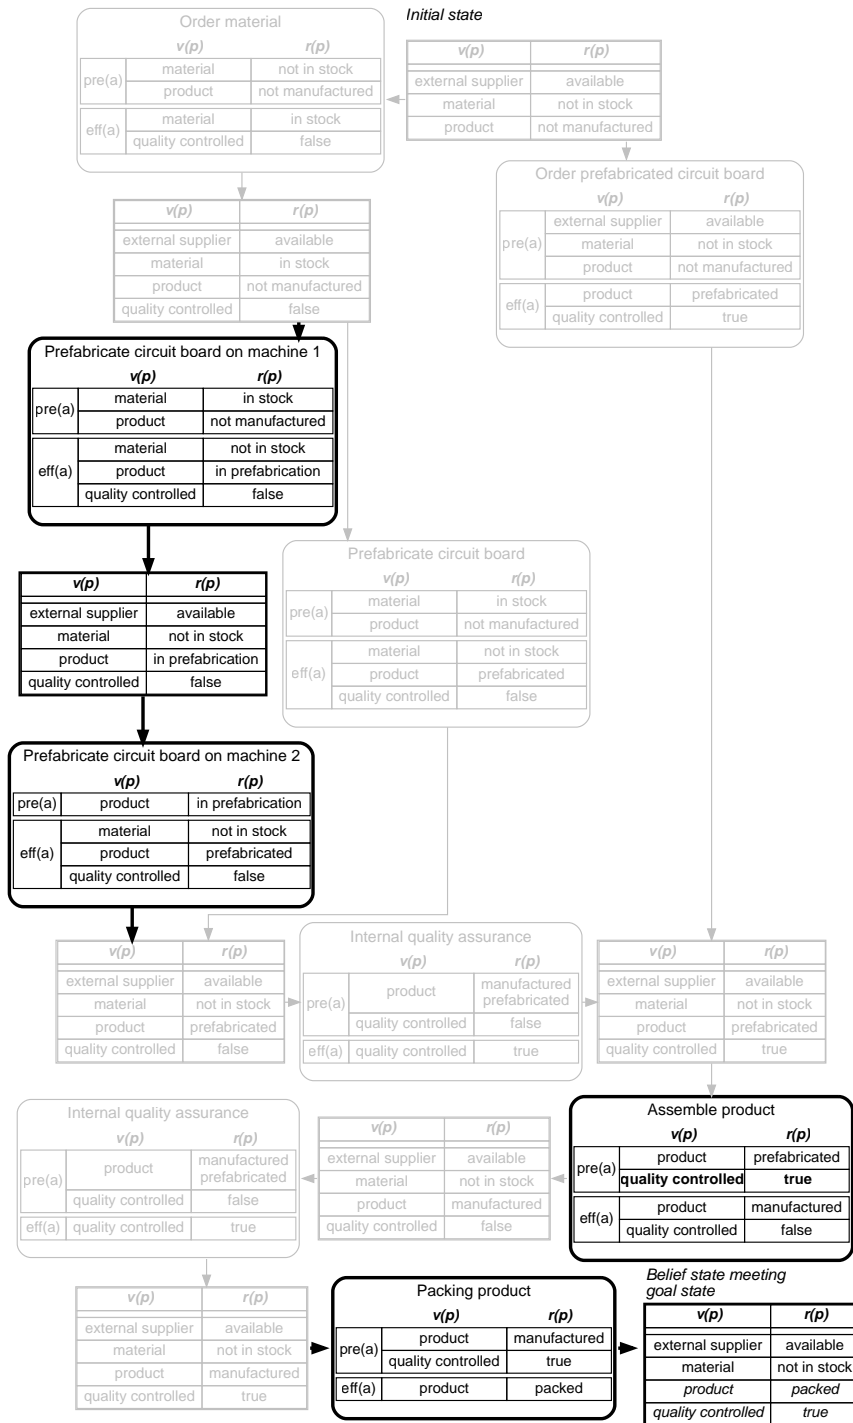 Order material
v(p) r(p)
pre(a) material not in stock
product not manufactured
eff(a) material in stock
quality controlled false
Initial state
v(p) r(p)
external supplier available
material not in stock
product not manufactured
Order prefabricated circuit board
v(p) r(p)
pre(a) external supplier available
material not in stock
product not manufactured
eff(a) product prefabricated
quality controlled true
v(p) r(p)
external supplier available
material in stock
product not manufactured
quality controlled false
Prefabricate circuit board on machine 1
v(p) r(p)
pre(a) material in stock
product not manufactured
eff(a) material not in stock
product in prefabrication
quality controlled false
Prefabricate circuit board
v(p) r(p)
pre(a) material in stock
product not manufactured
eff(a) material not in stock
product prefabricated
quality controlled false
v(p) r(p)
external supplier available
material not in stock
product in prefabrication
quality controlled false
Prefabricate circuit board on machine 2
v(p) r(p)
pre(a) product in prefabrication
eff(a) material not in stock
product prefabricated
quality controlled false
v(p) r(p)
external supplier available
material not in stock
product prefabricated
quality controlled false
Internal quality assurance
v(p) r(p)
pre(a) product manufactured
prefabricated
quality controlled false
eff(a) quality controlled true
v(p) r(p)
external supplier available
material not in stock
product prefabricated
quality controlled true
Internal quality assurance
v(p) r(p)
pre(a) product manufactured
prefabricated
quality controlled false
eff(a) quality controlled true
v(p) r(p)
external supplier available
material not in stock
product manufactured
quality controlled false
Assemble product
v(p) r(p)
pre(a) product prefabricated
quality controlled true
eff(a) product manufactured
quality controlled false
v(p) r(p)
external supplier available
material not in stock
product manufactured
quality controlled true
Packing product
v(p) r(p)
pre(a) product manufactured
quality controlled true
eff(a) product packed
Belief state meeting
goal state
v(p) r(p)
external supplier available
material not in stock
product packed
quality controlled true